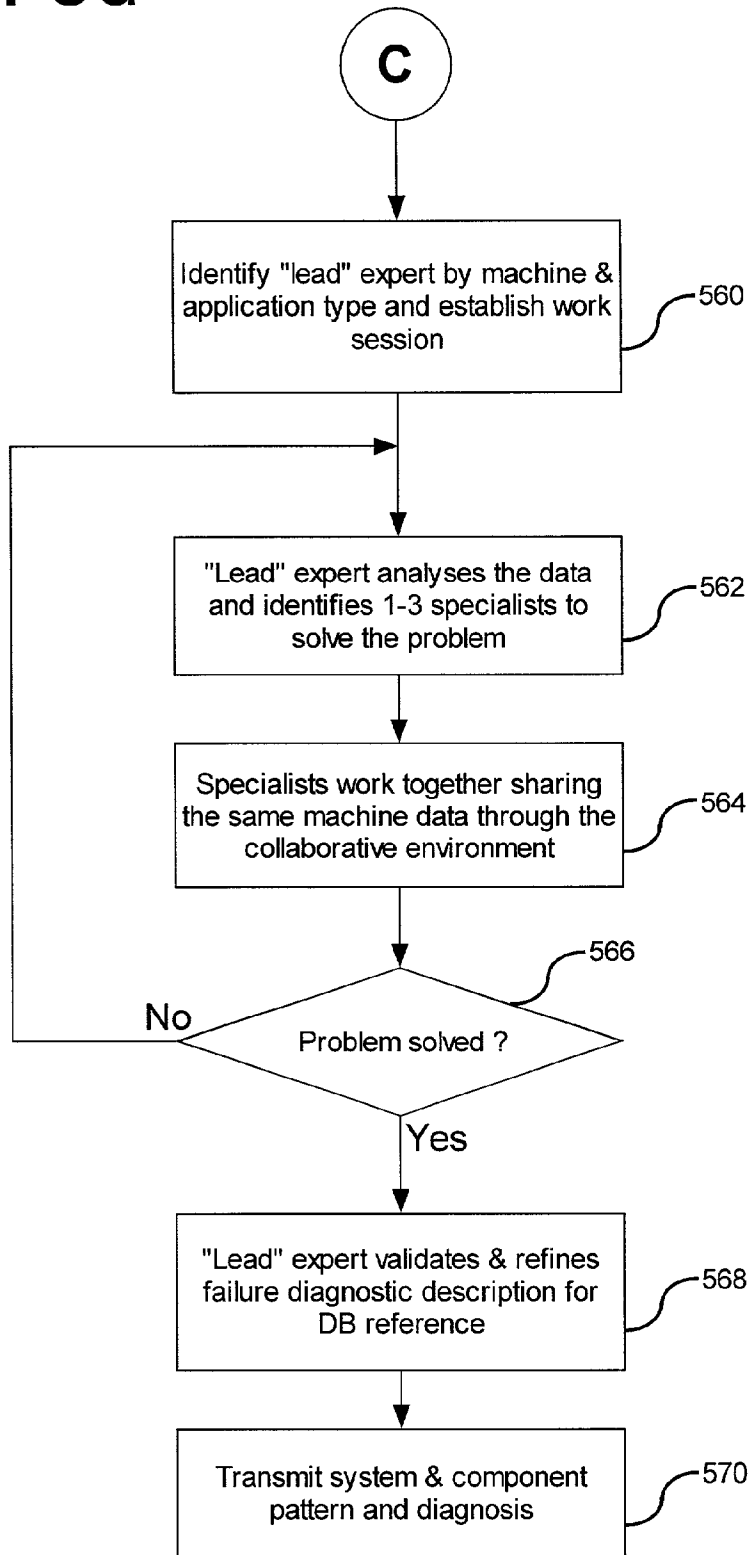 C
Identify "lead" expert by machine &
application type and establish work
session
560
"Lead" expert analyses the data
and identifies 1-3 specialists to
solve the problem
562
Specialists work together sharing
the same machine data through the
collaborative environment
564
566
Problem solved ?
No
Yes
"Lead" expert validates & refines
failure diagnostic description for
DB reference
568
Transmit system & component
pattern and diagnosis
570